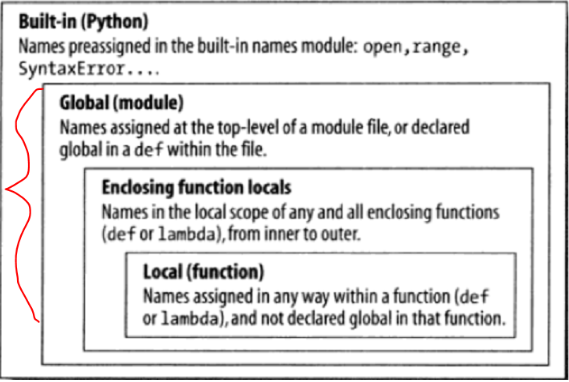 Built-in (Python)
Names preassigned in the built-in names module: open,range,
SyntaxError....
Global (module)
Names assigned at the top-level of a module file, or declared
global in a def within the file.
Enclosing function locals
Names in the local scope of any and all enclosing functions
(def or lambda), from inner to outer.
Local (function)
Names assigned in any way within a function (def
or lambda), and not declared global in that function.